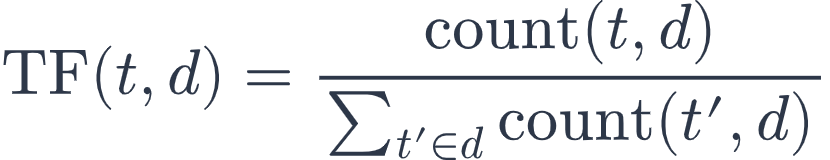 TF(t, d) = count(t, d) / ∑_{t′∈d} count(t′, d)